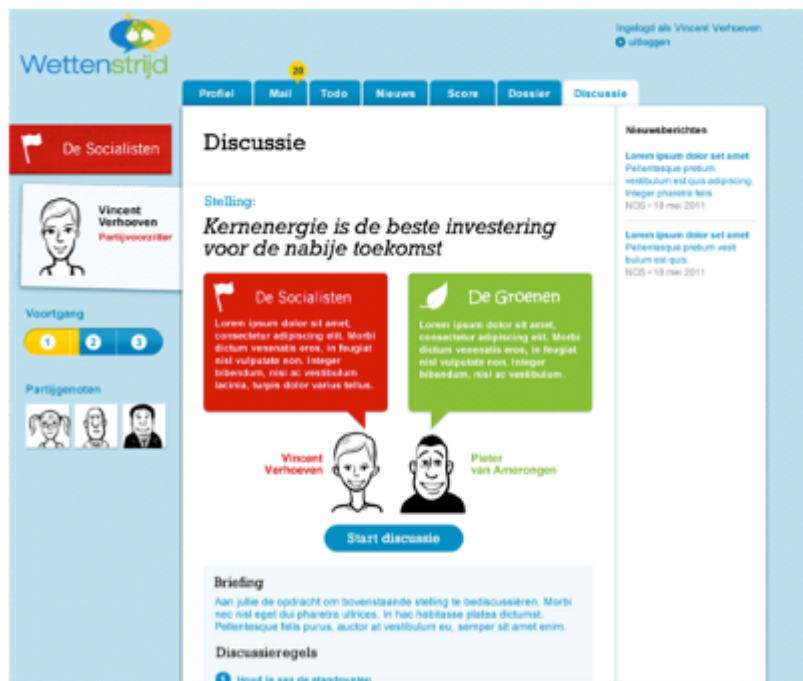 Wettenstrijd
Ingelogd als Vincent Verhoeven
uitloggen
20
Profiel
Mail
Todo
Nieuws
Score
Dossier
Discussie
De Socialisten
Vincent
Verhoeven
Partijvoorzitter
Voortgang
1
2
3
Partijgenoten
Discussie
Stelling:
Kernenergie is de beste investering
voor de nabije toekomst
De Socialisten
Lorem ipsum dolor sit amet,
consectetur adipiscing elit. Morbi
dictum venenatis eros, in feugiat
nisl vulputate non. Integer
bibendum, nisi ac vestibulum
lacinia, turpis dolor varius tellus.
De Groenen
Lorem ipsum dolor sit amet,
consectetur adipiscing elit. Morbi
dictum venenatis eros, in feugiat
nisl vulputate non. Integer
bibendum, nisi ac vestibulum.
Vincent
Verhoeven
Pieter
van Amerongen
Start discussie
Briefing
Aan jullie de opdracht om bovenstaande stelling te bediscussiëren. Morbi
nec nisl eget dui pharetra ultrices. In hac habitasse platea dictumst.
Pellentesque felis purus, auctor at vestibulum eu, semper sit amet enim.
Discussieregels
1 Houd je aan de standpunten
Nieuwsberichten
Lorem ipsum dolor set amet
Pellentesque pretium
vestibulum est quis adipiscing.
Integer pharetra felis.
NOS • 18 mei 2011
Lorem ipsum dolor set amet
Pellentesque pretium vesti
bulum est quis.
NOS • 18 mei 2011